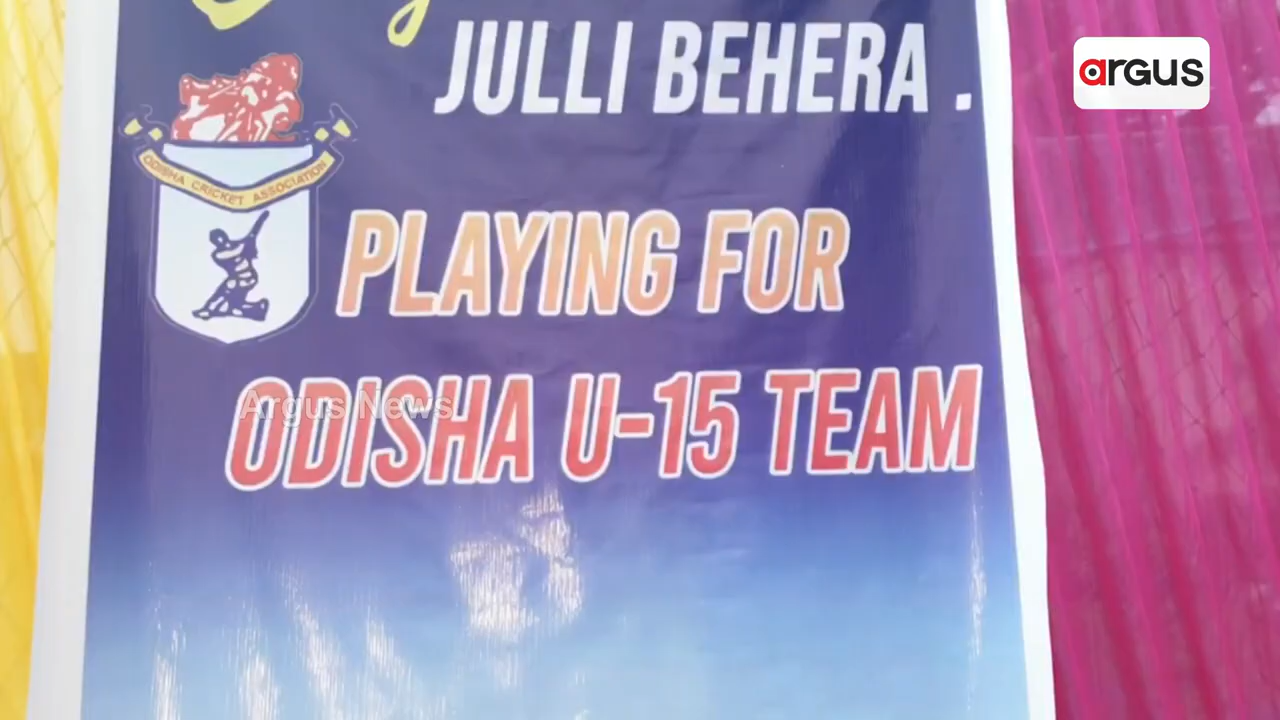 argus
JULLI BEHERA .
ODISHA CRICKET ASSOCIATION
PLAYING FOR
ODISHA U-15 TEAM
Argus News